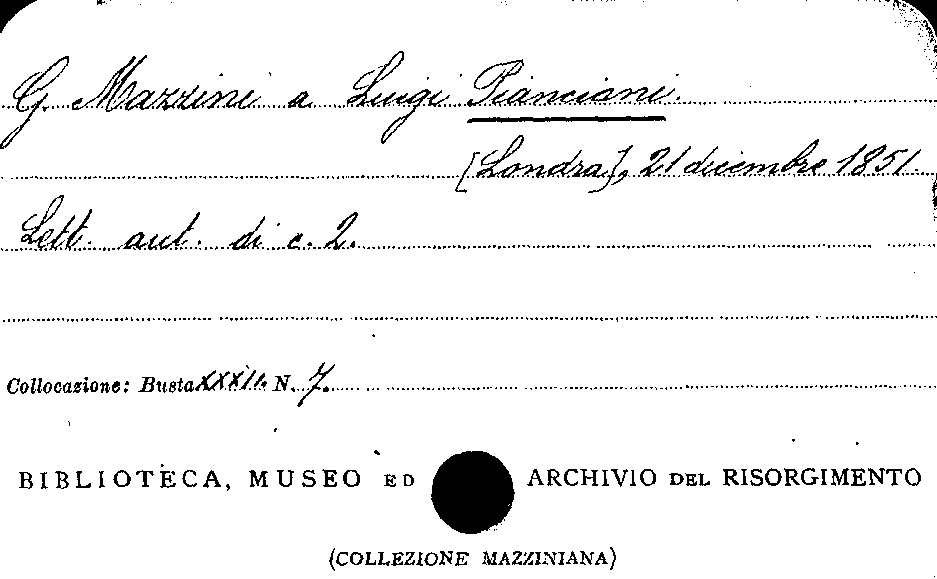 G. Mazzini a Luigi Pianciani.
[Londra], 21 dicembre 1851.
Lett. aut. di c. 2.
Collocazione: Busta XXXII. N. 7.
BIBLIOTECA, MUSEO ED ARCHIVIO DEL RISORGIMENTO
(COLLEZIONE MAZZINIANA)